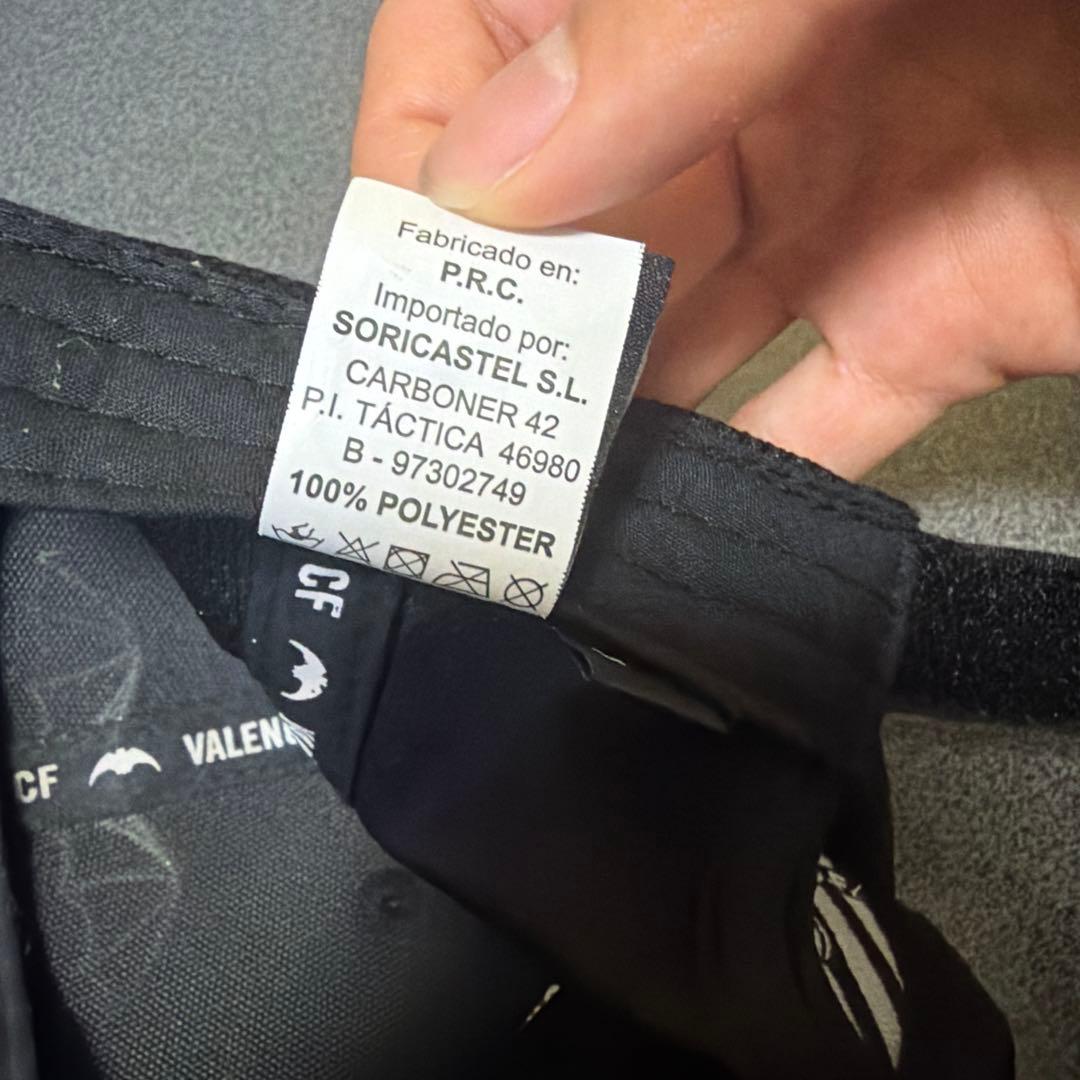 Fabricado en:
P.R.C.
Importado por:
SORICASTEL S.L.
CARBONER 42
P.I. TÁCTICA 46980
B - 97302749
100% POLYESTER
CF
CF VALEN